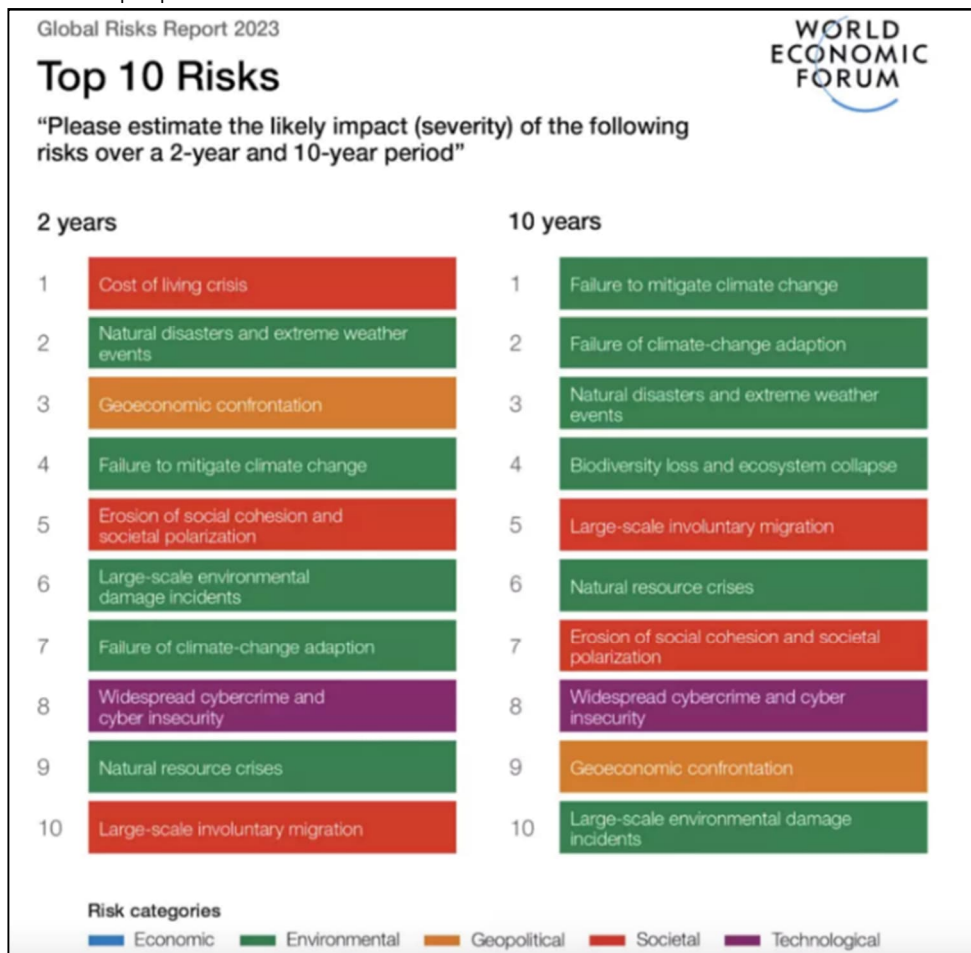 Global Risks Report 2023
WORLD
ECONOMIC
FORUM
Top 10 Risks
“Please estimate the likely impact (severity) of the following
risks over a 2-year and 10-year period”
2 years
1 Cost of living crisis
2 Natural disasters and extreme weather
events
3 Geoeconomic confrontation
4 Failure to mitigate climate change
5 Erosion of social cohesion and
societal polarization
6 Large-scale environmental
damage incidents
7 Failure of climate-change adaption
8 Widespread cybercrime and
cyber insecurity
9 Natural resource crises
10 Large-scale involuntary migration
10 years
1 Failure to mitigate climate change
2 Failure of climate-change adaption
3 Natural disasters and extreme weather
events
4 Biodiversity loss and ecosystem collapse
5 Large-scale involuntary migration
6 Natural resource crises
7 Erosion of social cohesion and societal
polarization
8 Widespread cybercrime and cyber
insecurity
9 Geoeconomic confrontation
10 Large-scale environmental damage
incidents
Risk categories
Economic Environmental Geopolitical Societal Technological